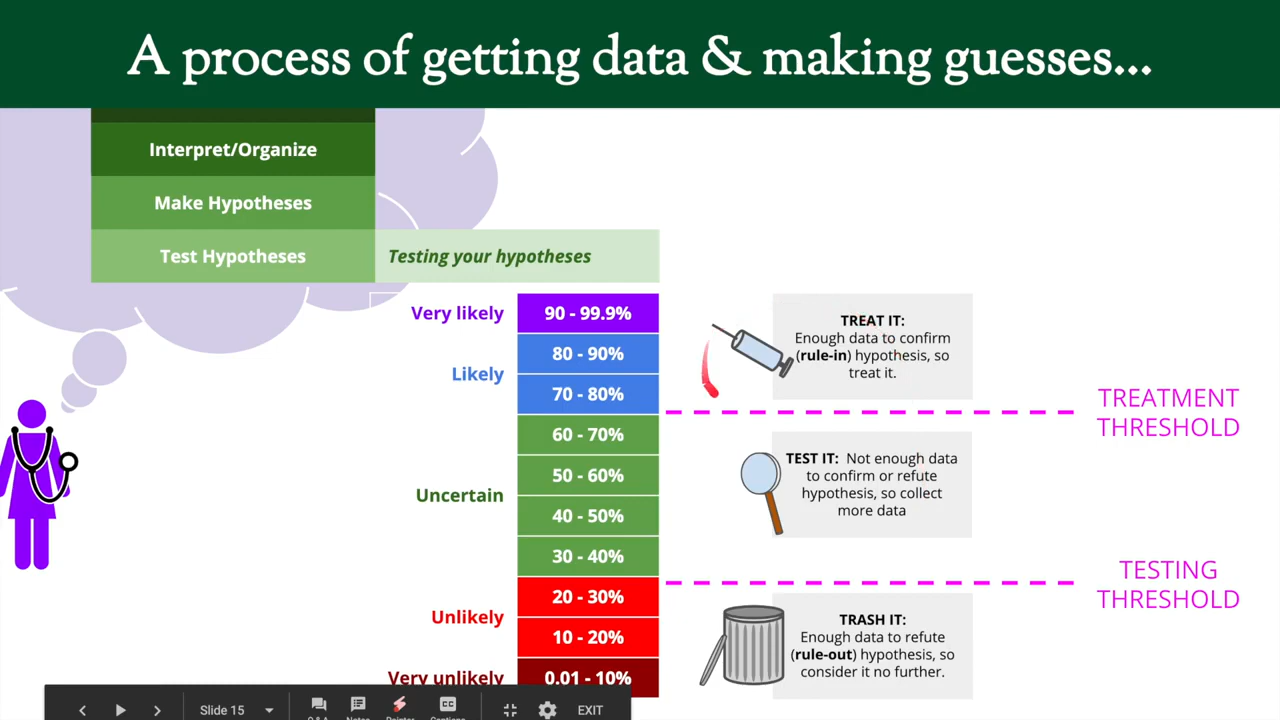 A process of getting data & making guesses...
Interpret/Organize
Make Hypotheses
Test Hypotheses
Testing your hypotheses
Very likely
90 - 99.9%
80 - 90%
Likely
70 - 80%
60 - 70%
50 - 60%
Uncertain
40 - 50%
30 - 40%
20 - 30%
Unlikely
10 - 20%
Very unlikely
0.01 - 10%
TREAT IT:
Enough data to confirm
(rule-in) hypothesis, so
treat it.
TREATMENT
THRESHOLD
TEST IT: Not enough data
to confirm or refute
hypothesis, so collect
more data
TESTING
THRESHOLD
TRASH IT:
Enough data to refute
(rule-out) hypothesis, so
consider it no further.
Slide 15
Q & A
Notes
Pointer
Captions
EXIT